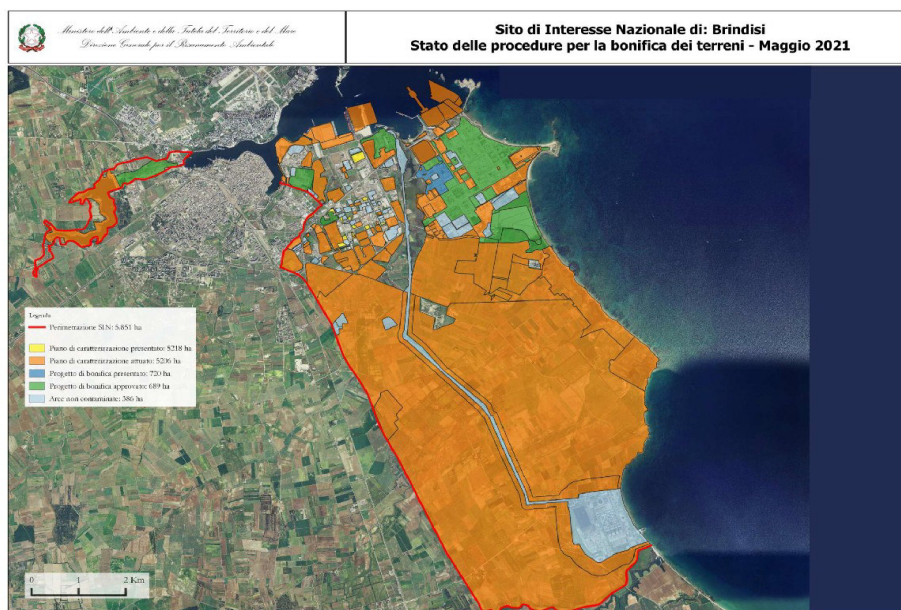 Ministero dell'Ambiente e della Tutela del Territorio e del Mare
Direzione Generale per il Risanamento Ambientale
Sito di Interesse Nazionale di: Brindisi
Stato delle procedure per la bonifica dei terreni - Maggio 2021
Legenda
Perimetrazione SIN: 5.851 ha
Piano di caratterizzazione presentato: 5218 ha
Piano di caratterizzazione attuato: 5206 ha
Progetto di bonifica presentato: 720 ha
Progetto di bonifica approvato: 689 ha
Aree non contaminate: 386 ha
0 1 2 Km